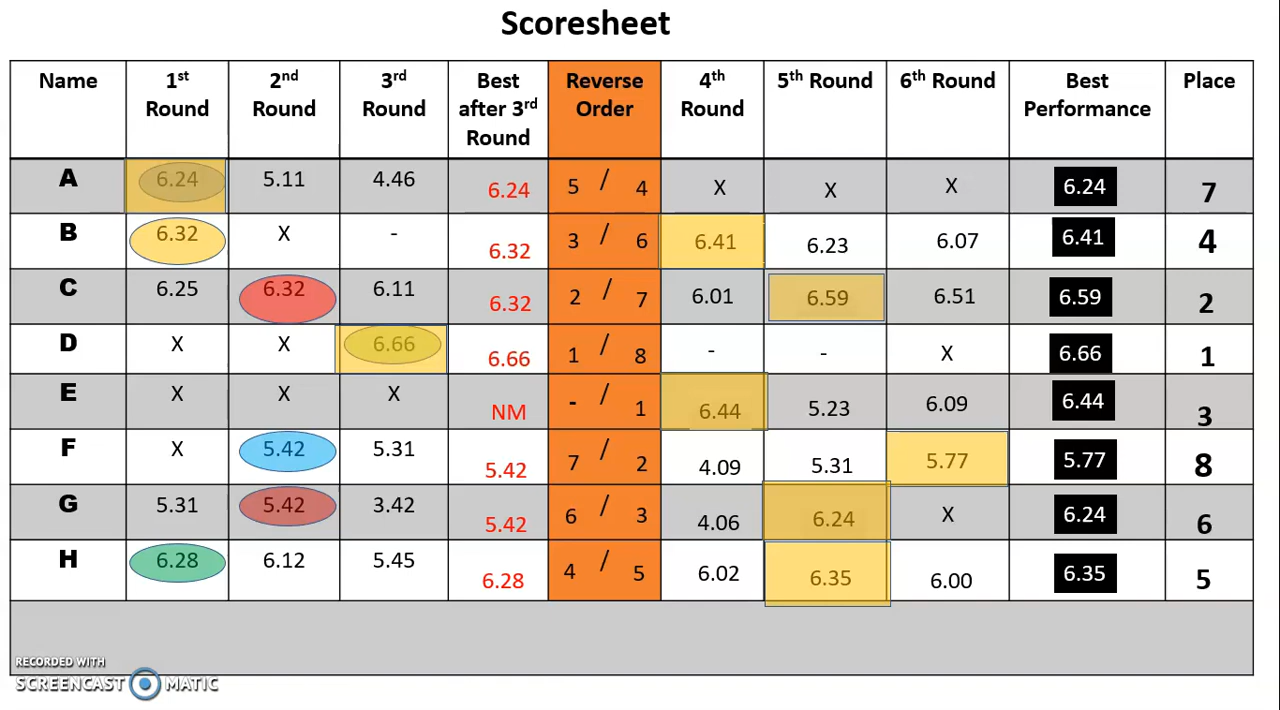 Scoresheet
Name 1st Round 2nd Round 3rd Round Best after 3rd Round Reverse Order 4th Round 5th Round 6th Round Best Performance Place
A 6.24 5.11 4.46 6.24 5 / 4 X X X 6.24 7
B 6.32 X - 6.32 3 / 6 6.41 6.23 6.07 6.41 4
C 6.25 6.32 6.11 6.32 2 / 7 6.01 6.59 6.51 6.59 2
D X X 6.66 6.66 1 / 8 - - X 6.66 1
E X X X NM - / 1 6.44 5.23 6.09 6.44 3
F X 5.42 5.31 5.42 7 / 2 4.09 5.31 5.77 5.77 8
G 5.31 5.42 3.42 5.42 6 / 3 4.06 6.24 X 6.24 6
H 6.28 6.12 5.45 6.28 4 / 5 6.02 6.35 6.00 6.35 5
RECORDED WITH
SCREENCAST MATIC